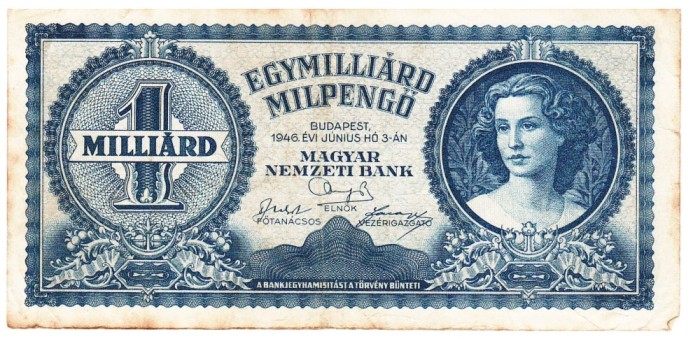 1
MILLIÁRD
EGYMILLIÁRD
MILPENGŐ
BUDAPEST,
1946. ÉVI JÚNIUS HÓ 3-ÁN
MAGYAR
NEMZETI BANK
ELNÖK
FŐTANÁCSOS
VEZÉRIGAZGATÓ
A BANKJEGYHAMISITÁST A TÖRVÉNY BÜNTETI